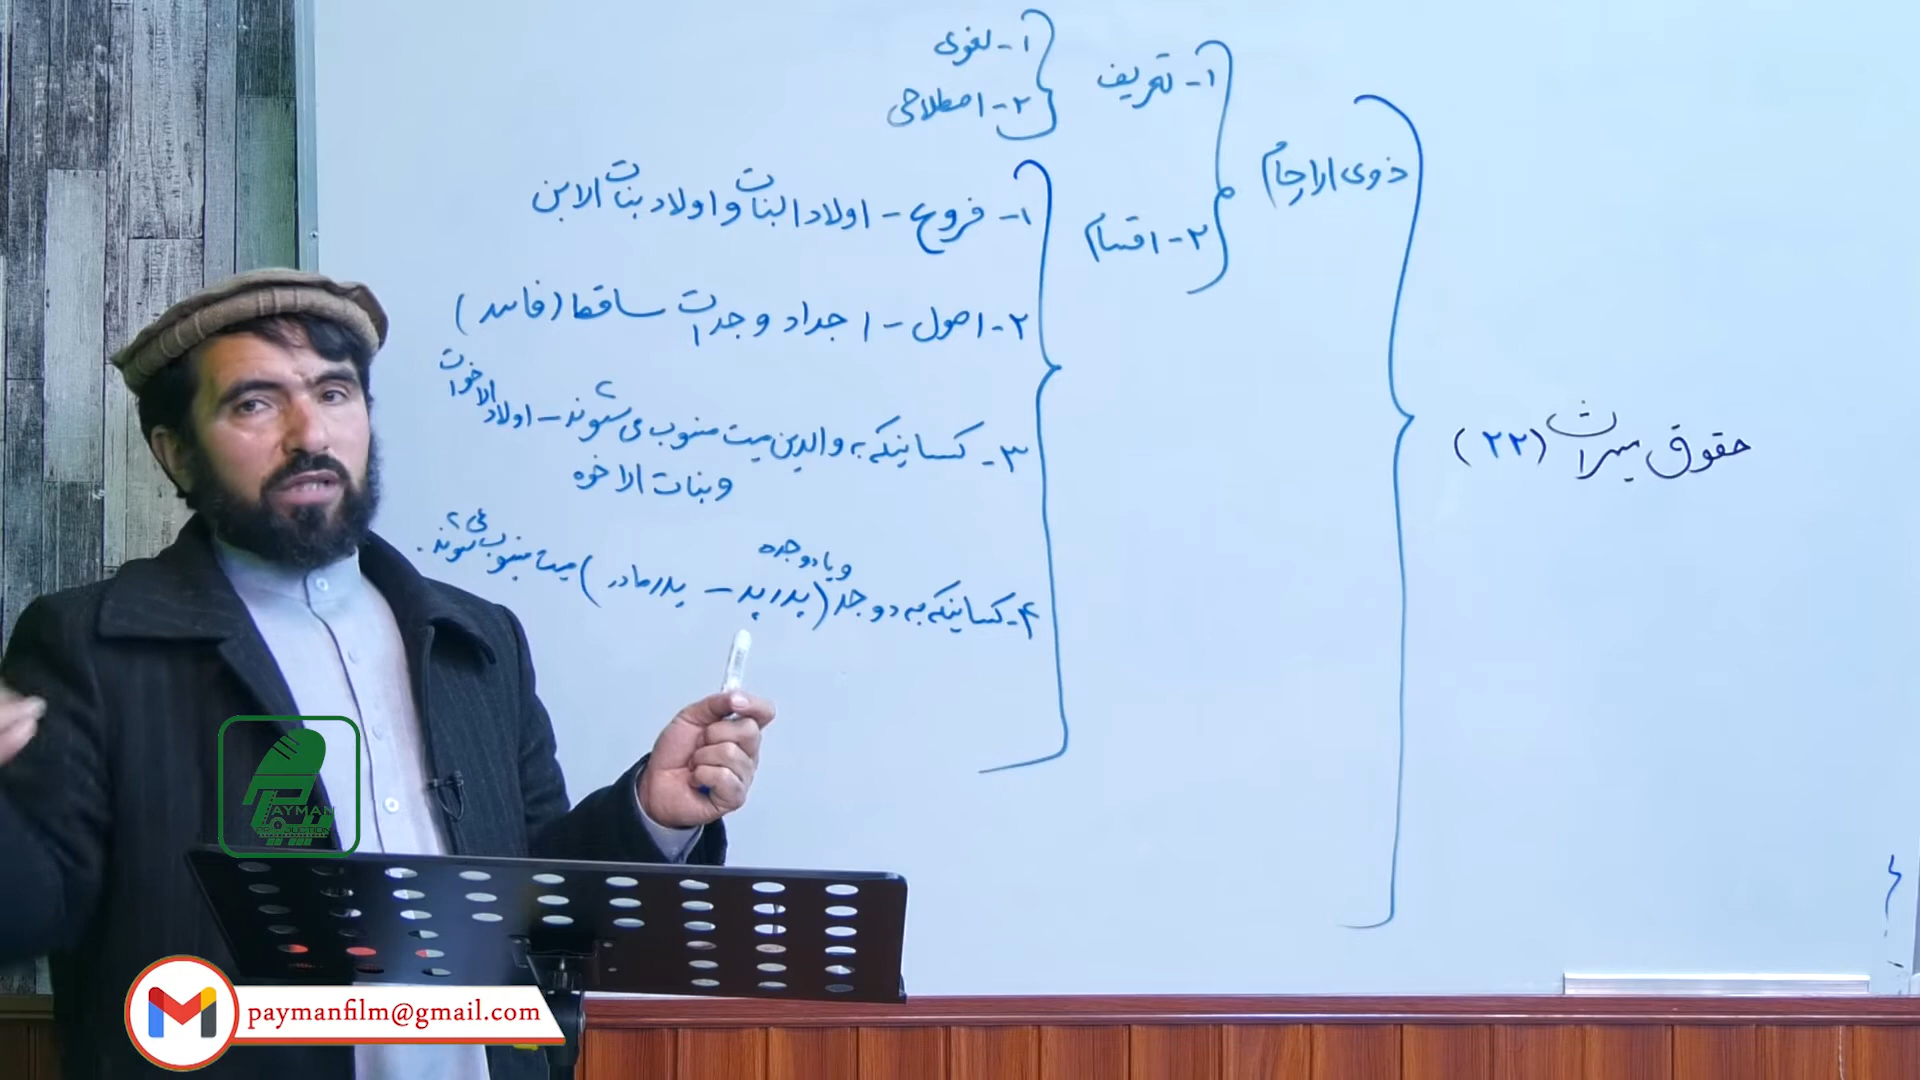 حقوق میراث (۲۲)
ذوی الارحام
۱- تعریف
۱- لغوی
۲- اصطلاحی
۲- اقسام
۱- فروع - اولاد البنات و اولاد بنات الابن
۲- اصول - اجداد و جدات ساقط (فاسد)
۳- کسانیکه به والدین میت منسوب می شوند - اولاد الاخوات
و بنات الاخوه
۴- کسانیکه به دو جد (پدر پدر - پدر مادر) و یا دو جده میت منسوب می شوند.
PAYMAN
PRODUCTION
paymanfilm@gmail.com